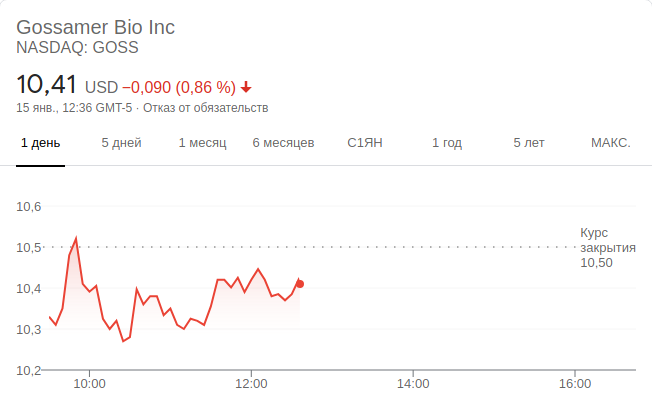 Gossamer Bio Inc
NASDAQ: GOSS
10,41 USD −0,090 (0,86 %)
15 янв., 12:36 GMT-5 · Отказ от обязательств
1 день 5 дней 1 месяц 6 месяцев С1ЯН 1 год 5 лет МАКС.
10,6
Курс
10,5 закрытия
10,50
10,4
10,3
10,2
10:00 12:00 14:00 16:00